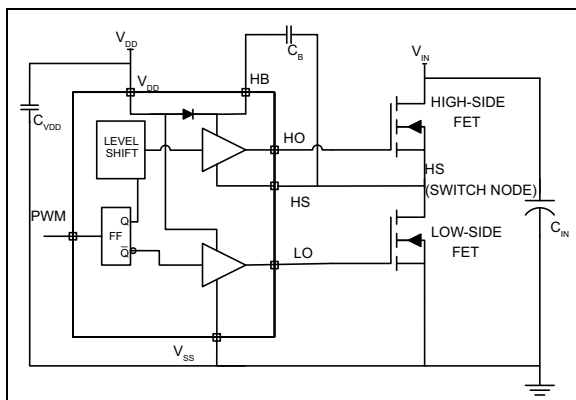 V_DD
C_B
V_IN
V_DD
HB
C_VDD
HIGH-SIDE
FET
LEVEL
SHIFT
HO
HS
(SWITCH NODE)
HS
PWM
Q
FF
Q̅
LOW-SIDE
FET
C_IN
LO
V_SS